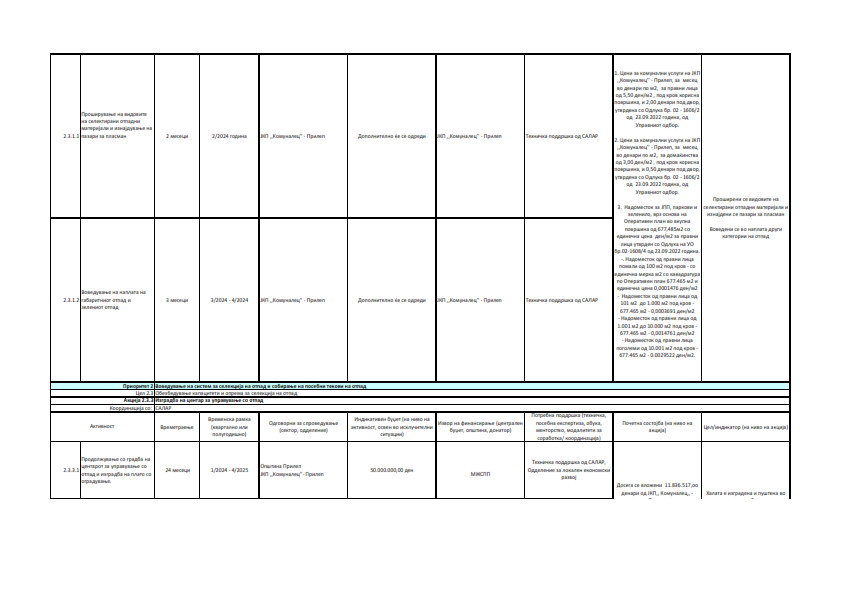 2.3.1.1
Проширување на видовите
на селектирани отпадни
материјали и изнајдување на
пазари за пласман
2 месеци
2/2024 година
ЈКП ,,Комуналец" - Прилеп
Дополнително ќе се одреди
ЈКП ,,Комуналец" - Прилеп
Техничка поддршка од САЛАР
1. Цени за комунални услуги на ЈКП
,,Комуналец" - Прилеп, за месец
во денари по м2, за правни лица
од 5,50 ден/м2 , под кров корисна
површина, и 2,00 денари под двор,
утврдена со Одлука бр. 02 - 1606/2
од 23.09.2022 година, од
Управниот одбор.
2. Цени за комунални услуги на ЈКП
,,Комуналец" - Прилеп, за месец
во денари по м2, за домаќинства
од 3,00 ден/м2 , под кров корисна
површина, и 0,50 денари под двор,
утврдена со Одлука бр. 02 - 1606/2
од 23.09.2022 година, од
Управниот одбор.
3. Надоместок за ЈПП, паркови и
зеленило, врз основа на
Оперативен план во вкупна
површина од 677,485м2 со
единечна цена ден/м2 за правни
лица утврден со Одлука на УО
бр.02-1608/4 од 23.09.2022 година.
-. Надоместок од правни лица
помали од 100 м2 под кров - со
единечна мерка м2 со квадратура
по Оперативен план 677.465 м2 и
единечна цена 0,0001476 ден/м2
- Надоместок од правни лица од
101 м2 до 1.000 м2 под кров -
677.465 м2 - 0,0003691 ден/м2
- Надоместок од правни лица од
1.001 м2 до 10.000 м2 под кров -
677.465 м2 - 0,0014761 ден/м2
- Надоместок од правни лица
поголеми од 10.001 м2 под кров -
677.465 м2 - 0.0029522 ден/м2.
Проширени се видовите на
селектирани отпадни материјали и
изнајдени се пазари за пласман
Воведени се во наплата други
категории на отпад
2.3.1.2
Воведување на наплата на
габаритниот отпад и
зелениот отпад.
3 месеци
3/2024 - 4/2024
ЈКП ,,Комуналец" - Прилеп
Дополнително ќе се одреди
ЈКП ,,Комуналец" - Прилеп
Техничка поддршка од САЛАР
Приоритет 2 Воведување на систем за селекција на отпад и собирање на посебни текови на отпад
Цел 2.3 Обезбедување капацитети и опрема за селекција на отпад
Акција 2.3.3 Изградба на центар за управување со отпад
Координација со: САЛАР
Активност
Времетраење
Временска рамка
(квартално или
полугодишно)
Одговорни за спроведување
(сектор, одделение)
Индикативен буџет (на ниво на
активност, освен во исклучителни
ситуации)
Извор на финансирање (централен
буџет, општина, донатор)
Потребна поддршка (техничка,
посебна експертиза, обука,
менторство, модалитети за
соработка/ координација)
Почетна состојба (на ниво на
акција)
Цел/индикатор (на ниво на акција)
2.3.3.1
Продолжување со градба на
центарот за управување со
отпад и изградба на плато со
оградување.
24 месеци
1/2024 - 4/2025
Општина Прилеп
ЈКП ,,Комуналец"- Прилеп
50.000.000,00 ден
МЖСПП
Техничка поддршка од САЛАР,
Одделение за локален економски
развој
Досега се вложени 11.836.517,оо
денари од ЈКП,, Комуналец,, -
Халата е изградена и пуштено во